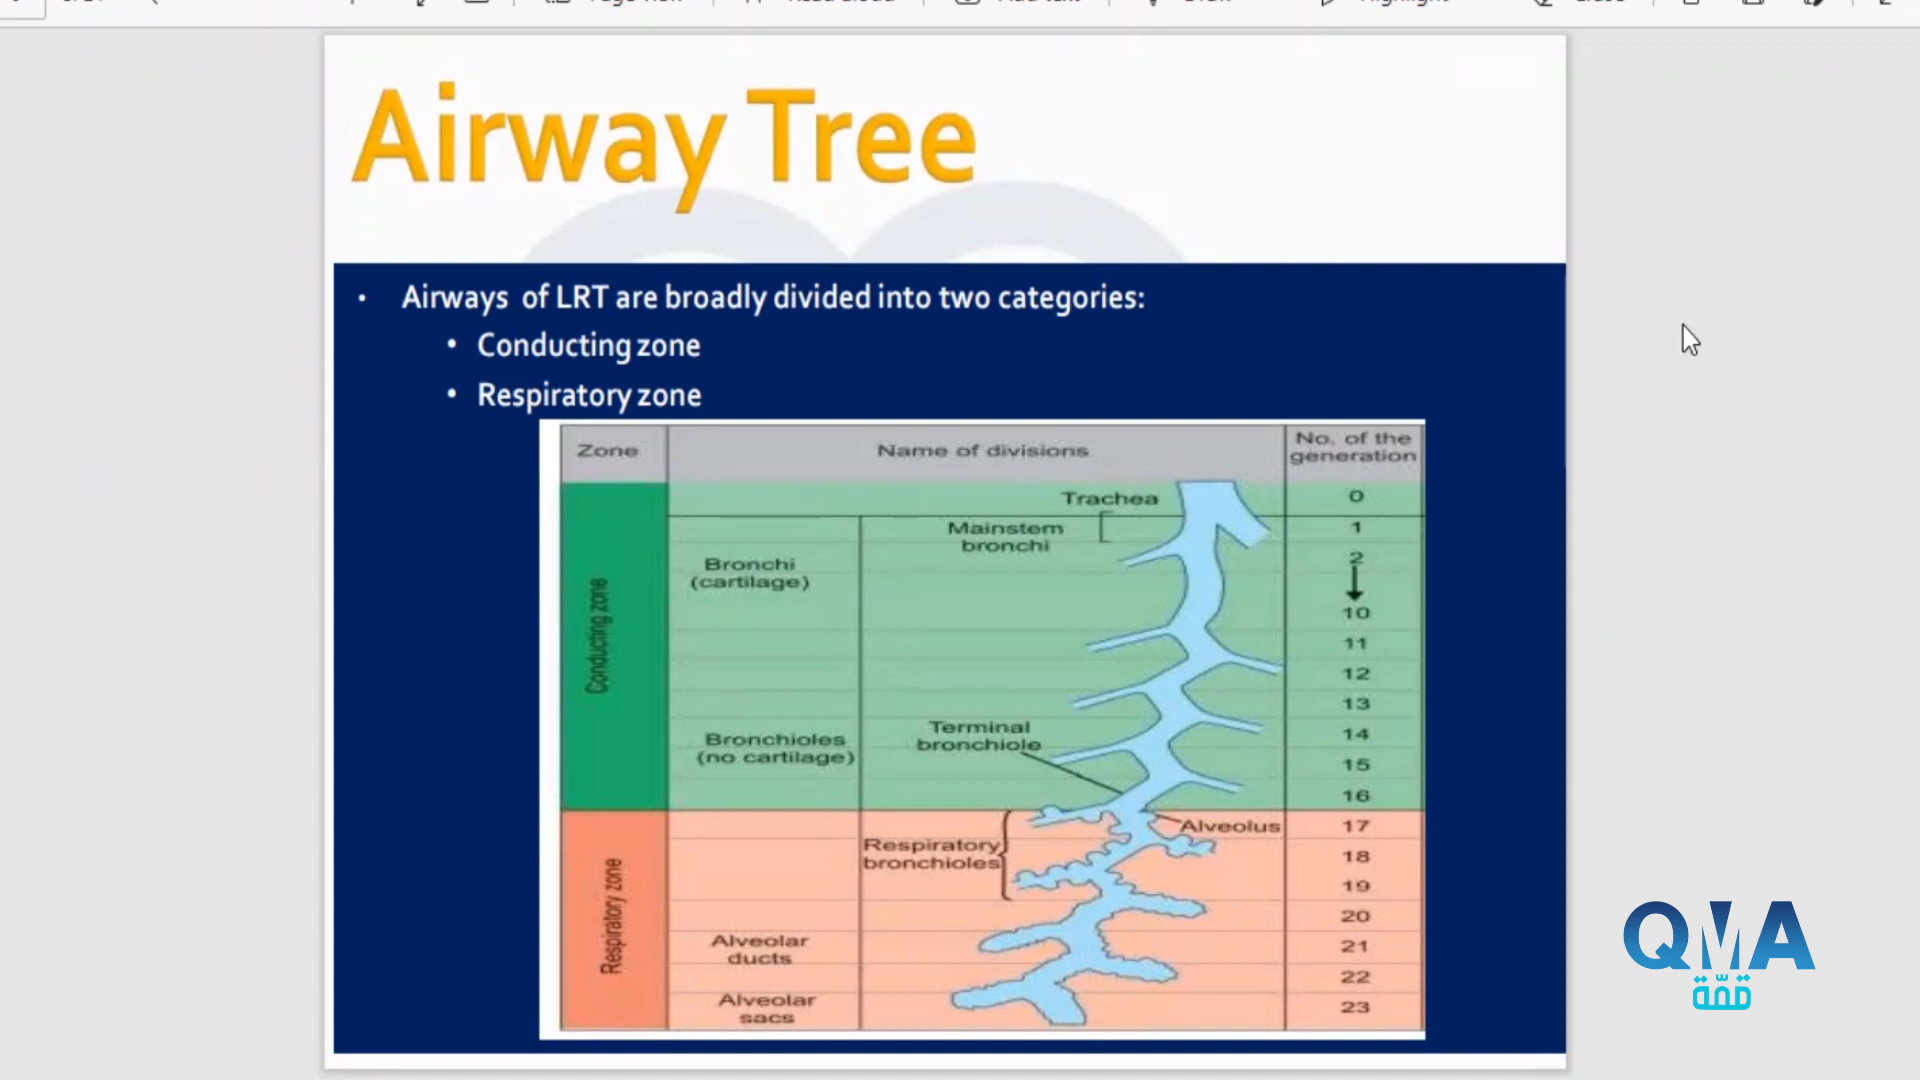 Airway Tree
• Airways of LRT are broadly divided into two categories:
• Conducting zone
• Respiratory zone
Zone
Name of divisions
No. of the
generation
Conducting zone
Trachea
0
Mainstem
bronchi
1
Bronchi
(cartilage)
2
10
11
12
13
Terminal
bronchiole
14
Bronchioles
(no cartilage)
15
16
Respiratory zone
Alveolus
17
Respiratory
bronchioles
18
19
20
Alveolar
ducts
21
22
Alveolar
sacs
23
QMA
قمّة